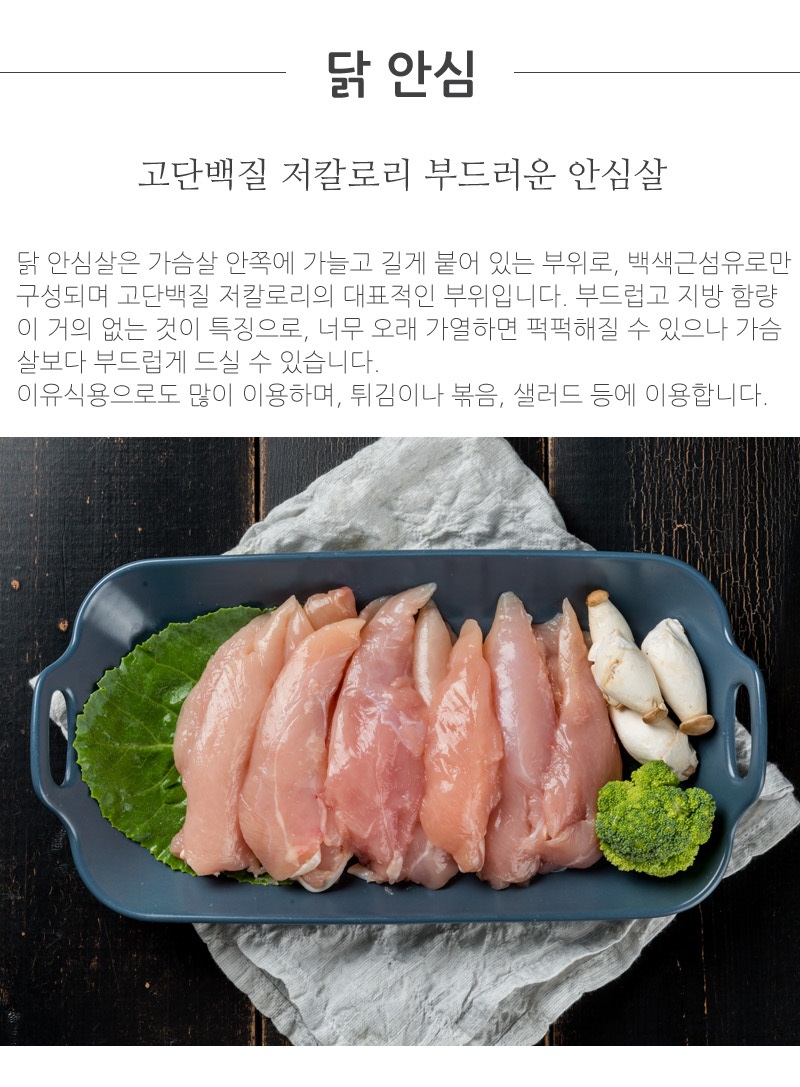 닭 안심
고단백질 저칼로리 부드러운 안심살
닭 안심살은 가슴살 안쪽에 가늘고 길게 붙어 있는 부위로, 백색근섬유로만
구성되며 고단백질 저칼로리의 대표적인 부위입니다. 부드럽고 지방 함량
이 거의 없는 것이 특징으로, 너무 오래 가열하면 퍽퍽해질 수 있으나 가슴
살보다 부드럽게 드실 수 있습니다.
이유식용으로도 많이 이용하며, 튀김이나 볶음, 샐러드 등에 이용합니다.